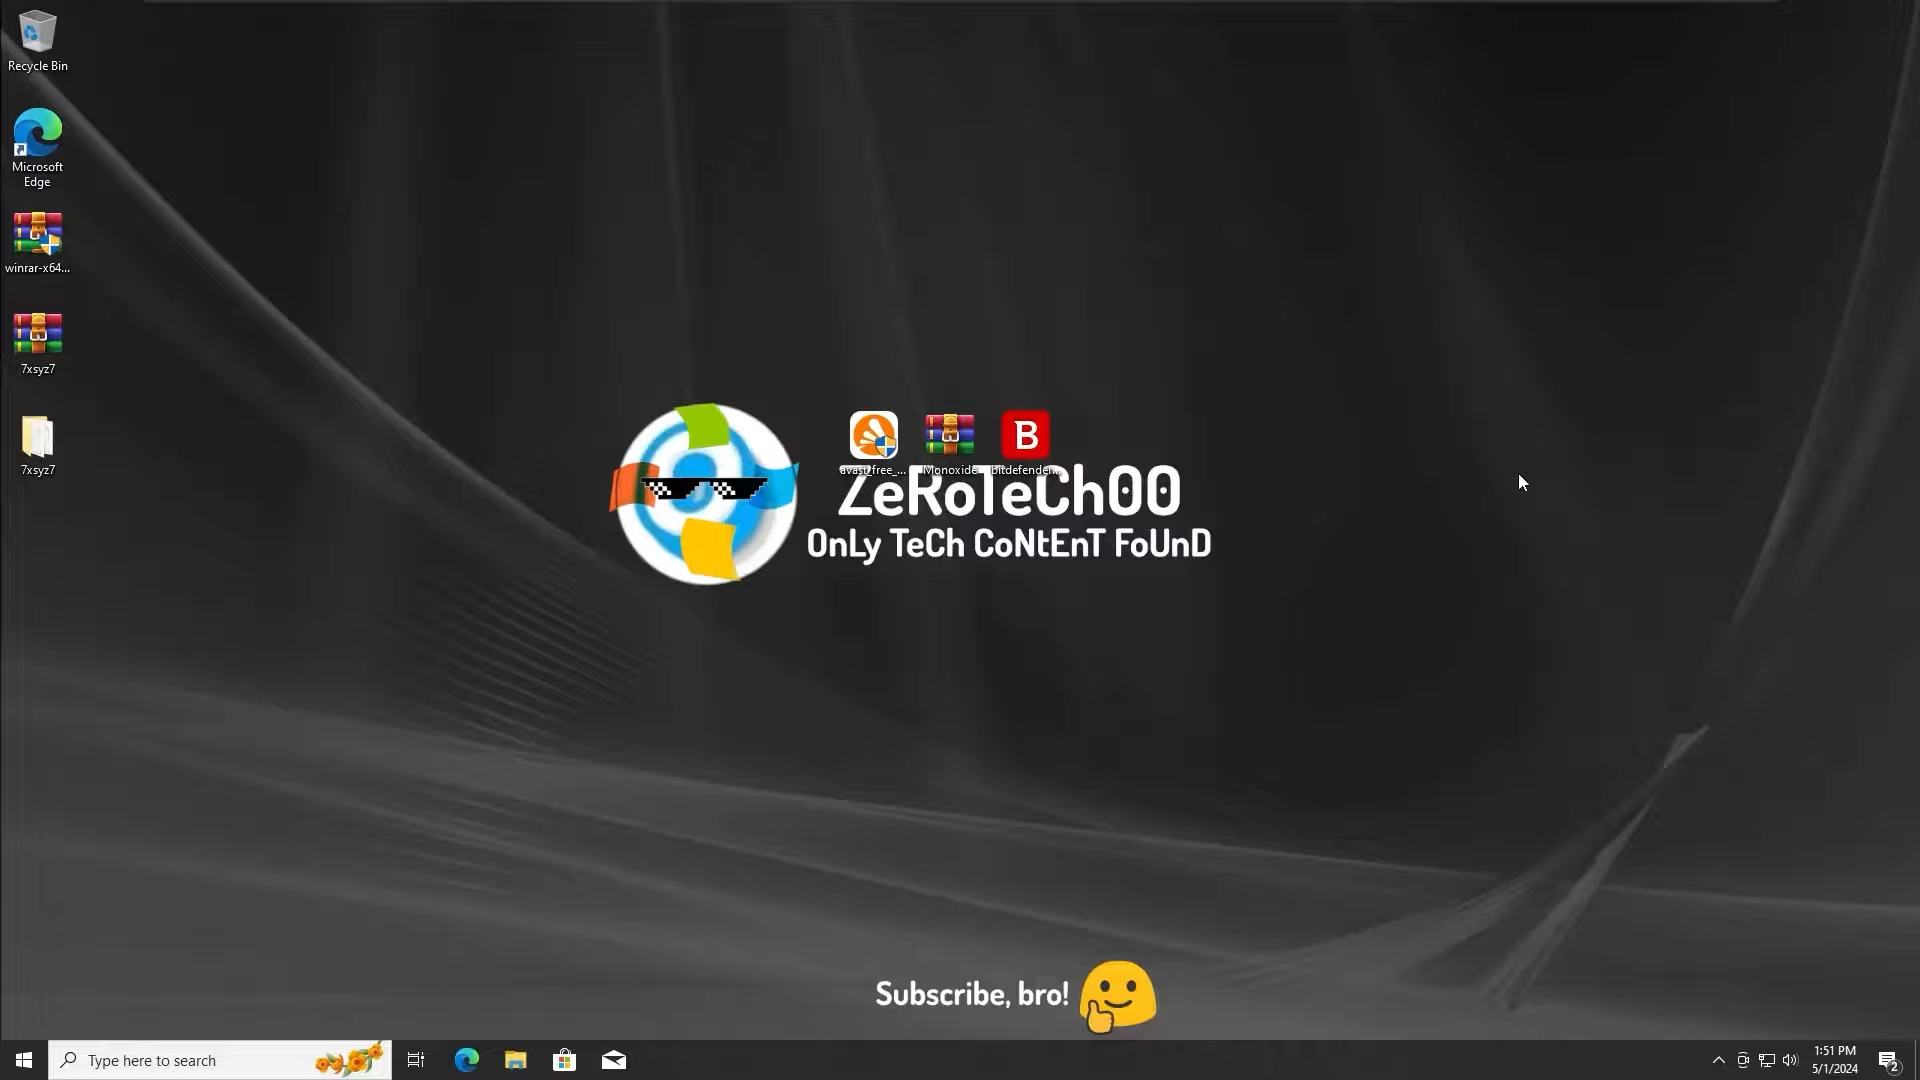 Recycle Bin
Microsoft
Edge
winrar-x64...
7xsyz7
7xsyz7
avast_free_...
Monoxide
bitdefender...
B
ZeRoTeCh00
OnLy TeCh CoNtEnT FoUnD
Subscribe, bro!
Type here to search
1:51 PM
5/1/2024
2